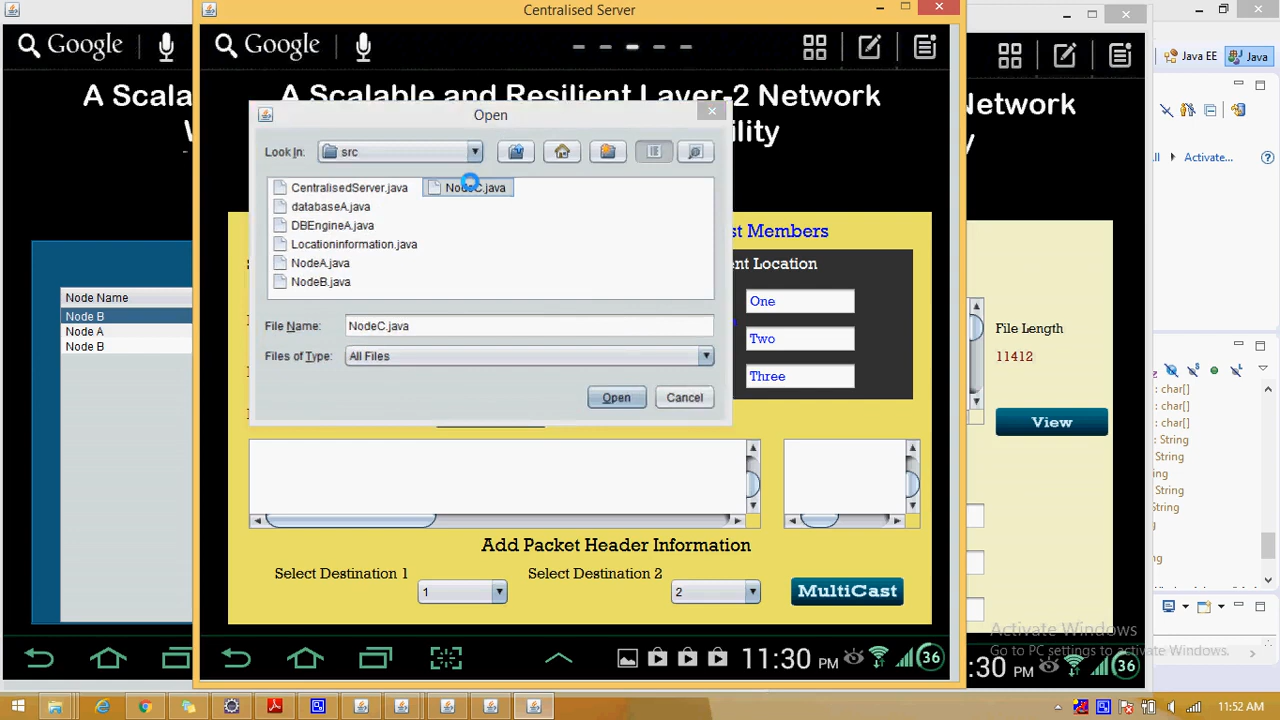 Centralised Server
Google
Google
A Scala
A Scalable and Resilient Layer-2 Network
Network
W
ility
y
Java EE
Java
All
Activate...
Open
Look In:
src
CentralisedServer.java
NodeC.java
databaseA.java
DBEngineA.java
Locationinformation.java
NodeA.java
NodeB.java
File Name:
NodeC.java
Files of Type:
All Files
Open
Cancel
Node Name
Node B
Node A
Node B
st Members
ent Location
One
Two
Three
File Length
11412
View
: char[]
: char[]
: char[]
: String
String
ng
String
String
Add Packet Header Information
Select Destination 1
1
Select Destination 2
2
MultiCast
11:30 PM
36
:30 PM
36
Activate Windows
Go to PC settings to activate Windows.
11:52 AM